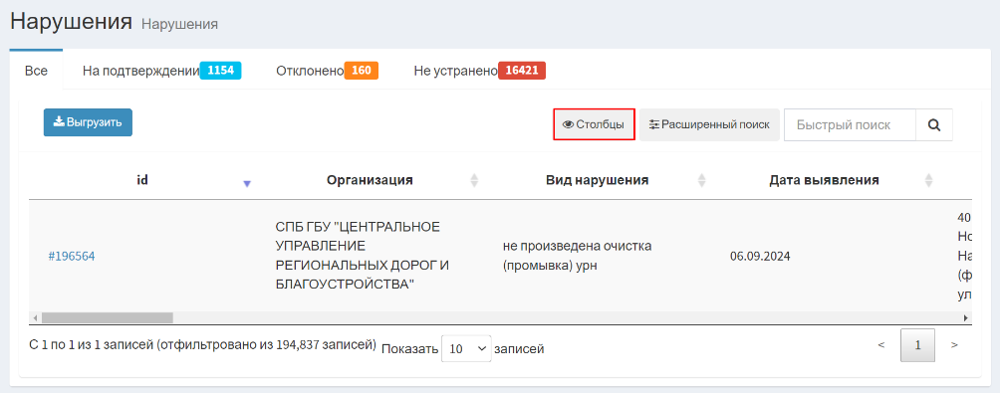 Нарушения Нарушения
Все На подтверждении 1154 Отклонено 160 Не устранено 16421
Выгрузить Столбцы Расширенный поиск Быстрый поиск
id Организация Вид нарушения Дата выявления
#196564
СПБ ГБУ "ЦЕНТРАЛЬНОЕ
УПРАВЛЕНИЕ
РЕГИОНАЛЬНЫХ ДОРОГ И
БЛАГОУСТРОЙСТВА"
не произведена очистка
(промывка) урн
06.09.2024
40
Но
На
(ф
ул
С 1 по 1 из 1 записей (отфильтровано из 194,837 записей) Показать 10 записей < 1 >